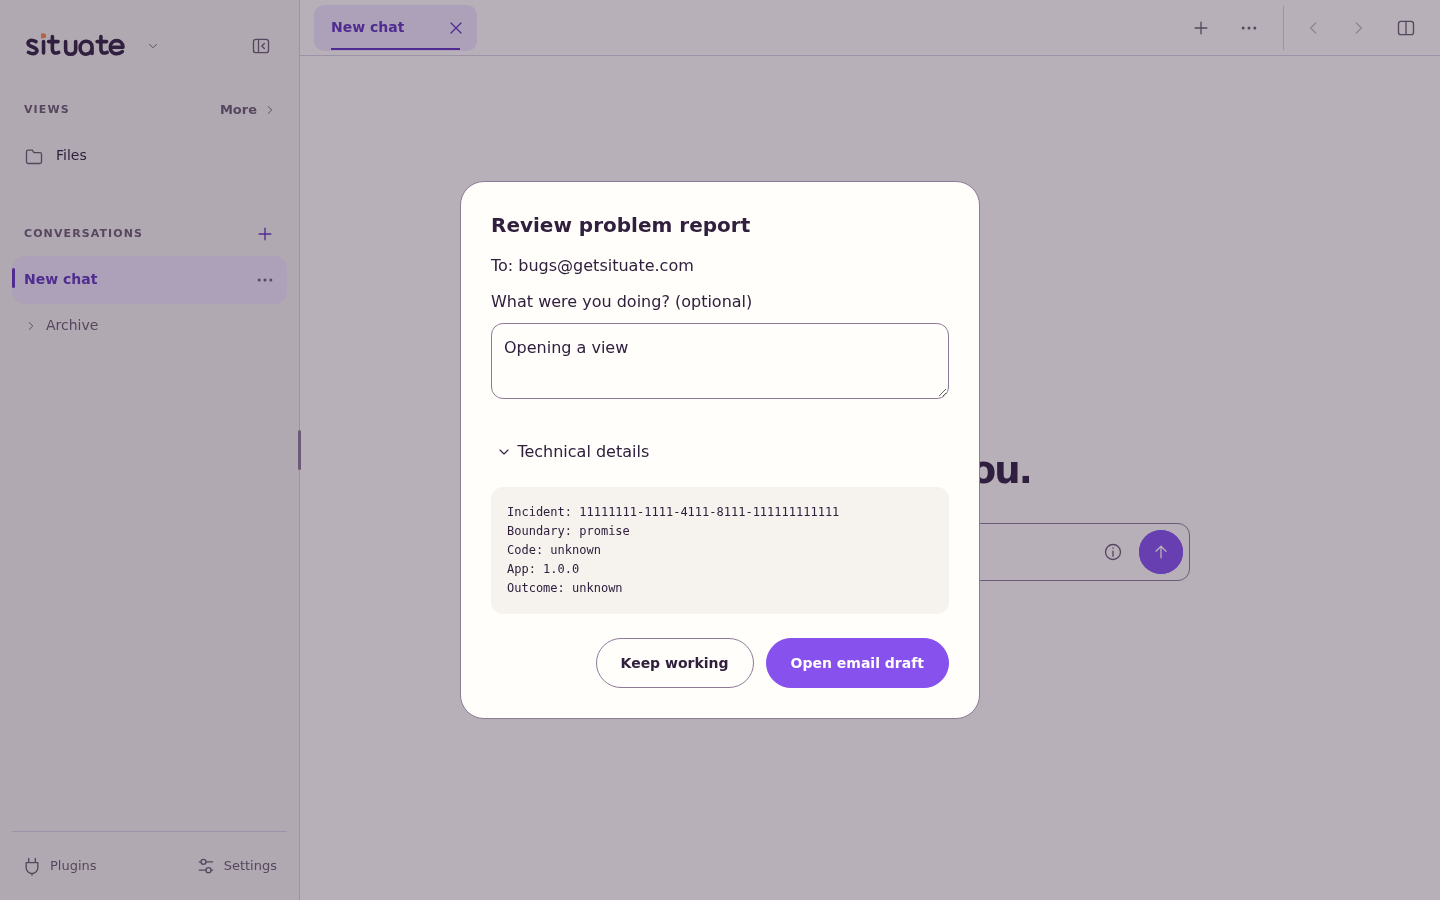 situate
New chat
VIEWS
More
Files
CONVERSATIONS
New chat
Archive
Review problem report
To: bugs@getsituate.com
What were you doing? (optional)
Opening a view
Technical details
Incident: 11111111-1111-4111-8111-111111111111
Boundary: promise
Code: unknown
App: 1.0.0
Outcome: unknown
Keep working
Open email draft
Plugins
Settings